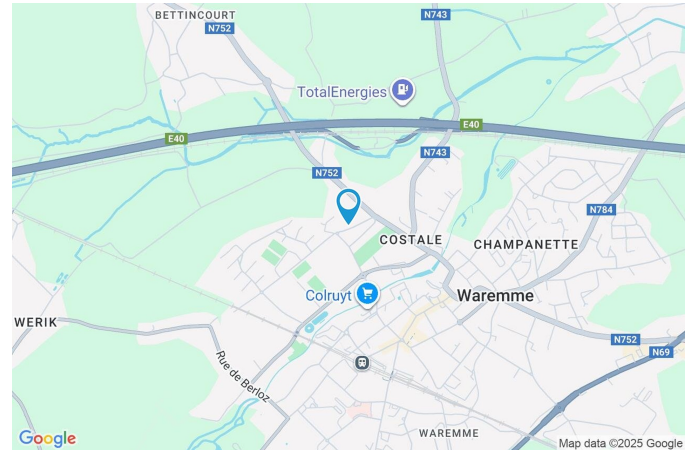 BETTINCOURT
N752
N743
TotalEnergies
E40
E40
N743
N752
N784
COSTALE
CHAMPANETTE
Colruyt
Waremme
WERIK
N752
N69
Rue de Berloz
WAREMME
Google
Map data ©2025 Google